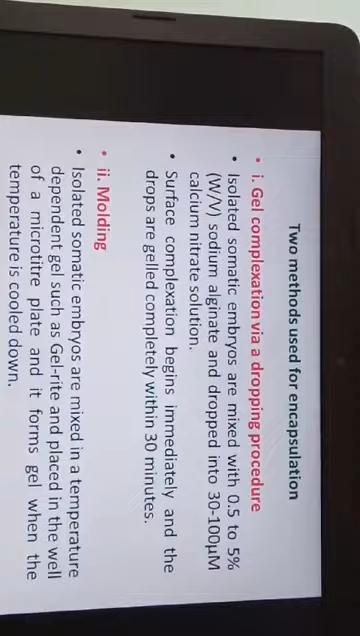 Two methods used for encapsulation
• i. Gel complexation via a dropping procedure
• Isolated somatic embryos are mixed with 0.5 to 5%
(W/V) sodium alginate and dropped into 30-100µM
calcium nitrate solution.
• Surface complexation begins immediately and the
drops are gelled completely within 30 minutes.
• ii. Molding
• Isolated somatic embryos are mixed in a temperature
dependent gel such as Gel-rite and placed in the well
of a microtitre plate and it forms gel when the
temperature is cooled down.